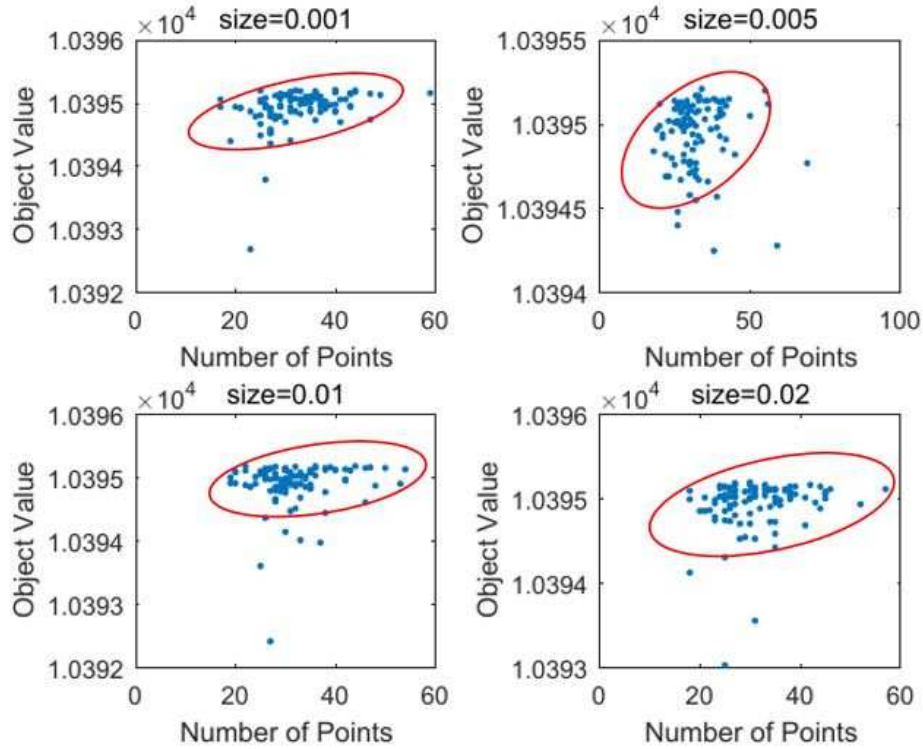 ×10⁴ size=0.001
1.0396
1.0395
1.0394
1.0393
1.0392
Object Value
0 20 40 60
Number of Points
×10⁴ size=0.005
1.03955
1.0395
1.03945
1.0394
Object Value
0 50 100
Number of Points
×10⁴ size=0.01
1.0396
1.0395
1.0394
1.0393
1.0392
Object Value
0 20 40 60
Number of Points
×10⁴ size=0.02
1.0396
1.0395
1.0394
1.0393
Object Value
0 20 40 60
Number of Points